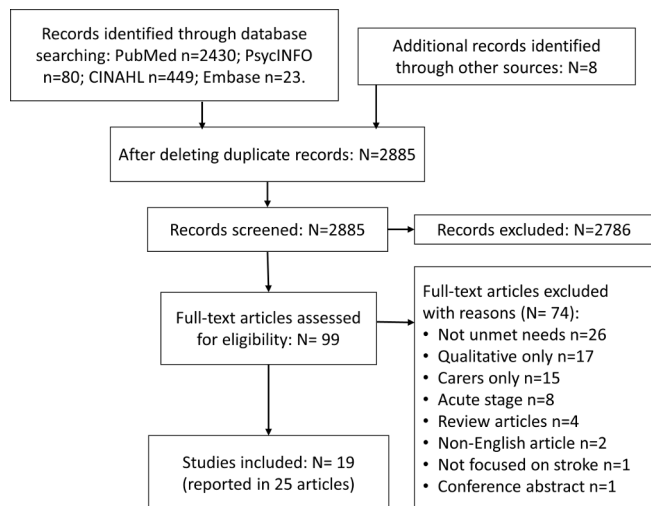 Records identified through database
searching: PubMed n=2430; PsycINFO
n=80; CINAHL n=449; Embase n=23.
Additional records identified
through other sources: N=8
After deleting duplicate records: N=2885
Records screened: N=2885
Records excluded: N=2786
Full-text articles assessed
for eligibility: N= 99
Full-text articles excluded
with reasons (N= 74):
• Not unmet needs n=26
• Qualitative only n=17
• Carers only n=15
• Acute stage n=8
• Review articles n=4
• Non-English article n=2
• Not focused on stroke n=1
• Conference abstract n=1
Studies included: N= 19
(reported in 25 articles)